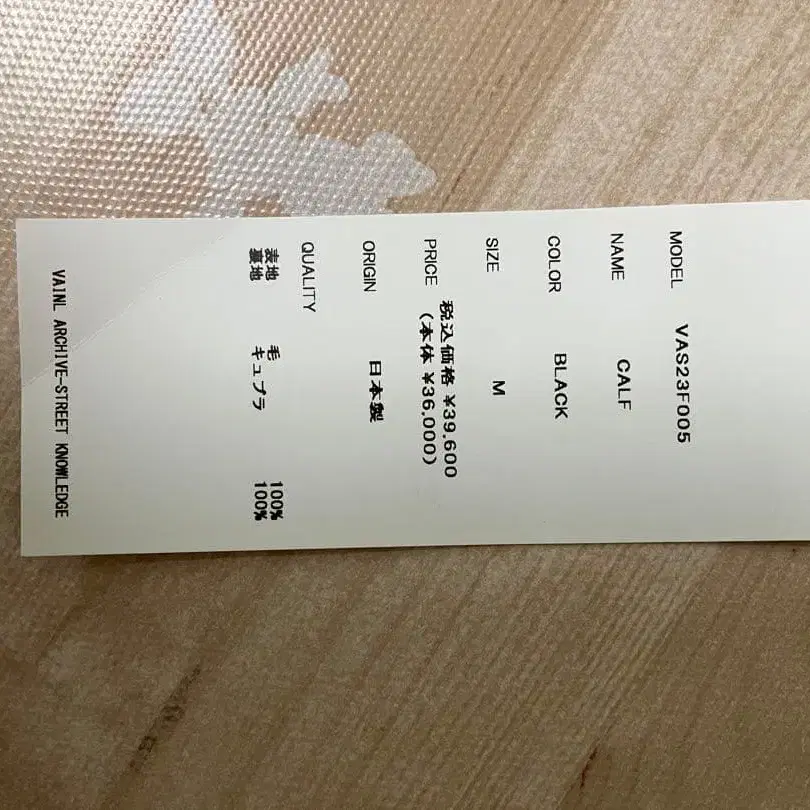 MODEL VAS23F005
NAME CALF
COLOR BLACK
SIZE M
PRICE 税込価格 ¥39,600
(本体 ¥36,000)
ORIGIN 日本製
QUALITY
表地 毛 100%
裏地 キュプラ 100%
VAINL ARCHIVE-STREET KNOWLEDGE